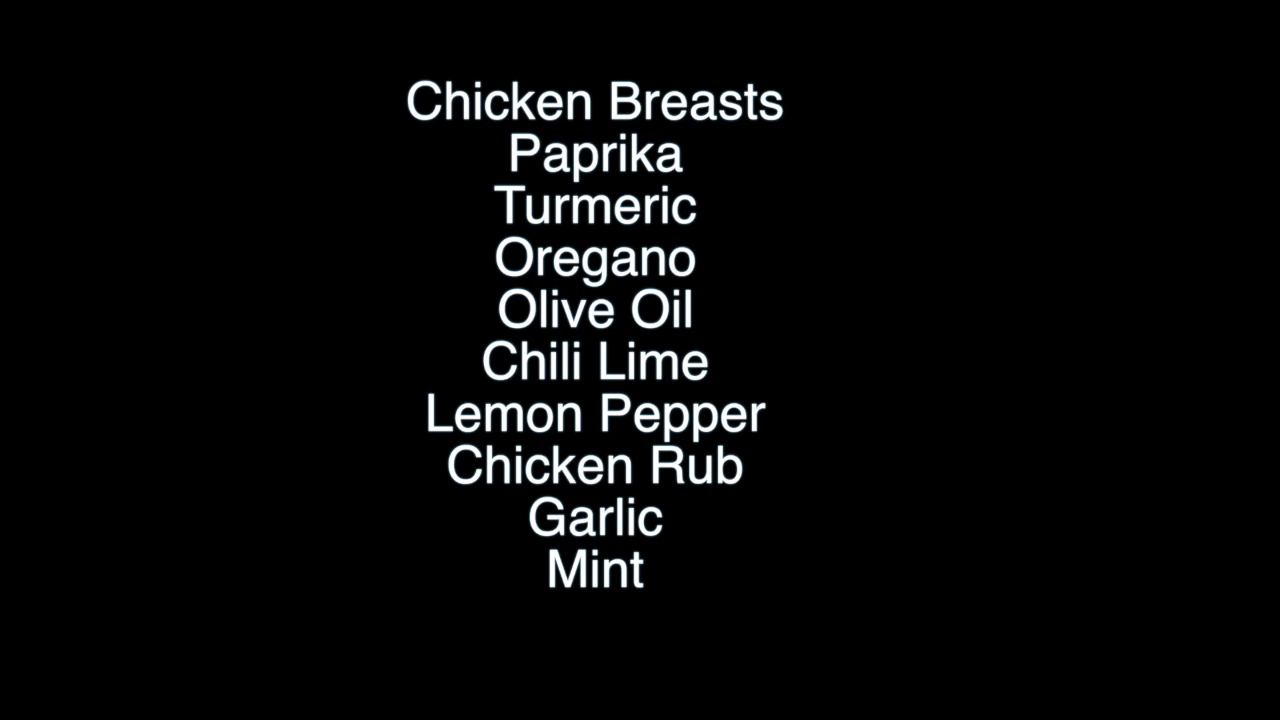 Chicken Breasts
Paprika
Turmeric
Oregano
Olive Oil
Chili Lime
Lemon Pepper
Chicken Rub
Garlic
Mint